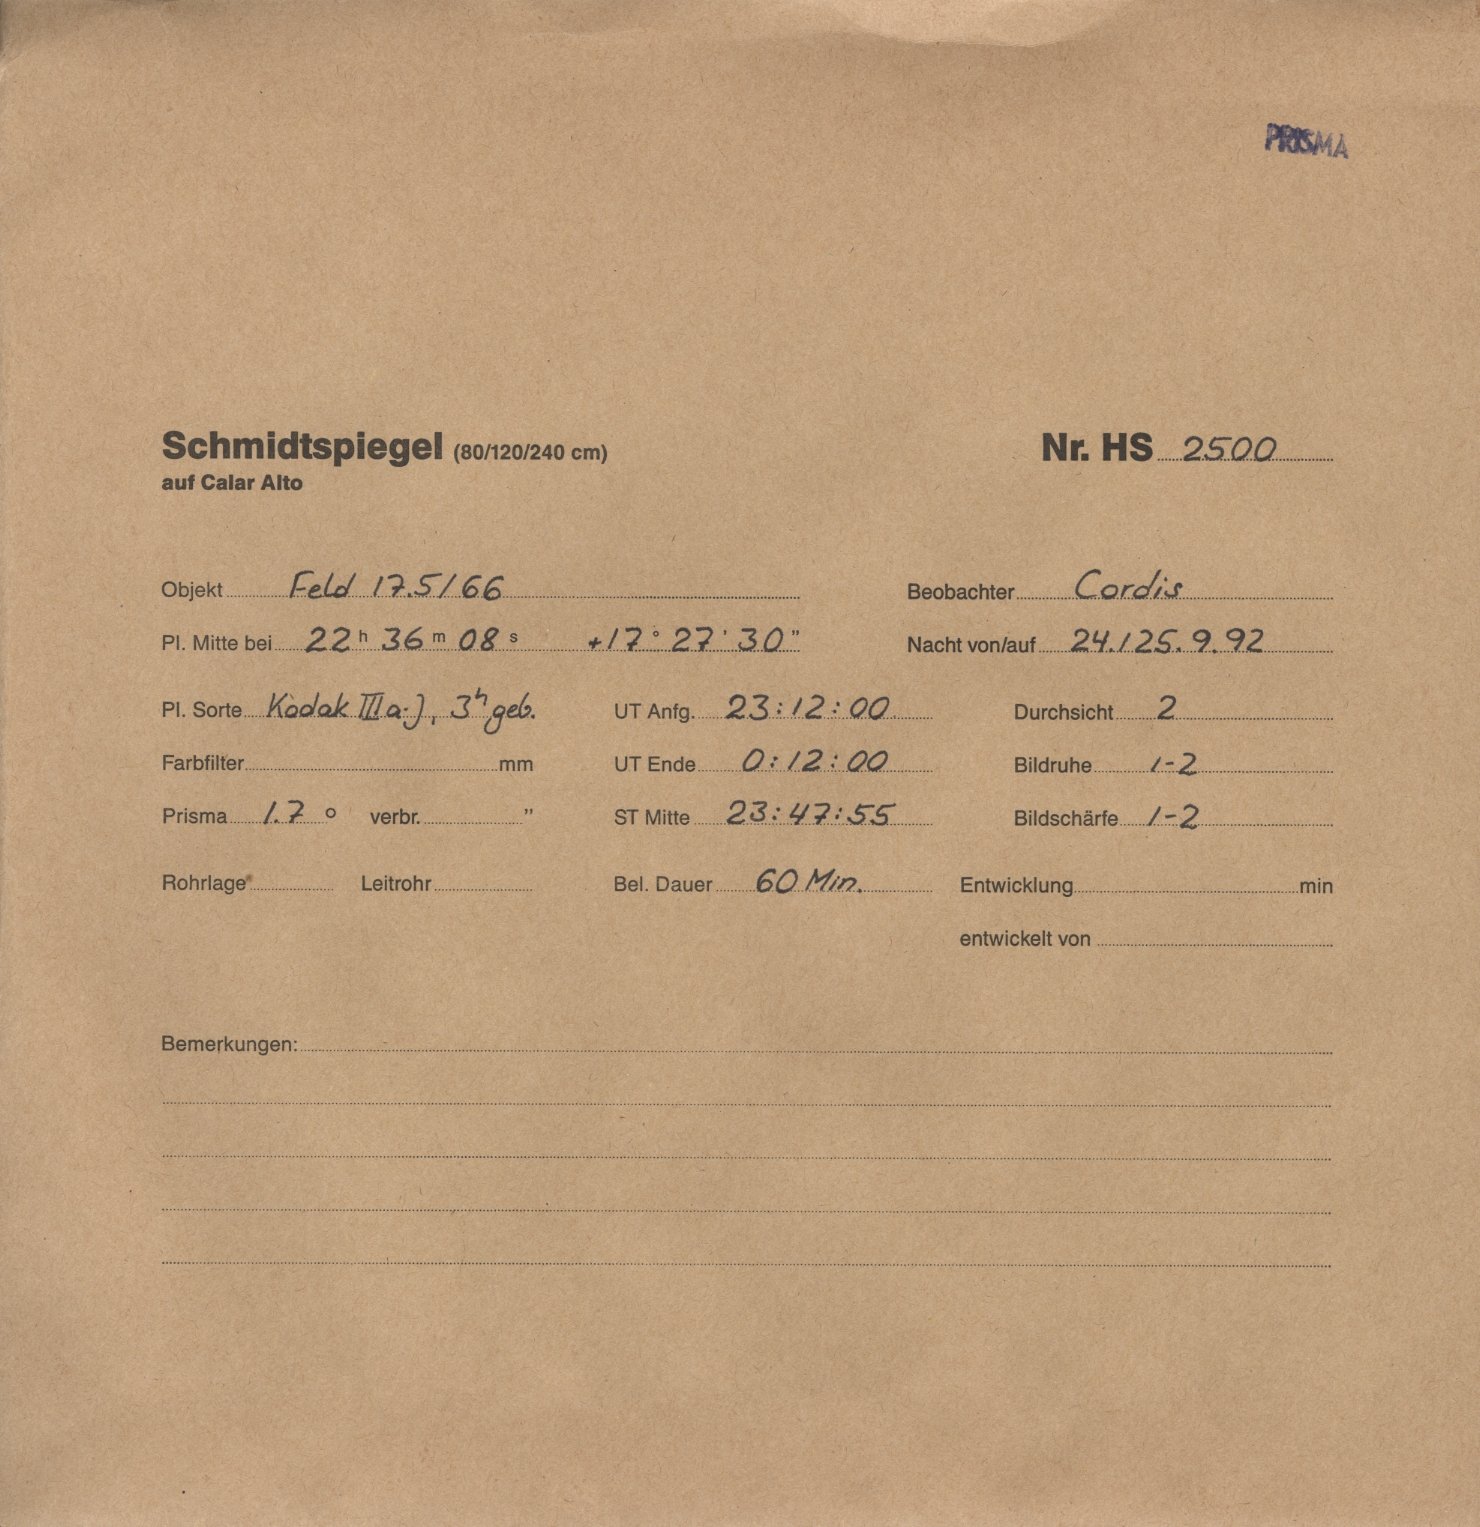 PRISMA
Schmidtspiegel (80/120/240 cm) Nr. HS 2500
auf Calar Alto
Objekt Feld 17.5/66 Beobachter Cordis
Pl. Mitte bei 22 h 36 m 08 s +17° 27' 30" Nacht von/auf 24./25.9.92
Pl. Sorte Kodak III a-J, 3h geb. UT Anfg. 23:12:00 Durchsicht 2
Farbfilter mm UT Ende 0:12:00 Bildruhe 1-2
Prisma 1.7 ° verbr. " ST Mitte 23:47:55 Bildschärfe 1-2
Rohrlage Leitrohr Bel. Dauer 60 Min. Entwicklung min
entwickelt von
Bemerkungen: